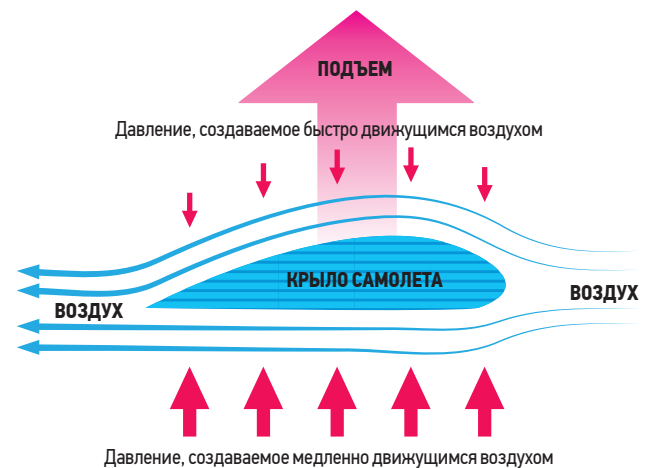 ПОДЪЕМ
Давление, создаваемое быстро движущимся воздухом
КРЫЛО САМОЛЕТА
ВОЗДУХ
ВОЗДУХ
Давление, создаваемое медленно движущимся воздухом